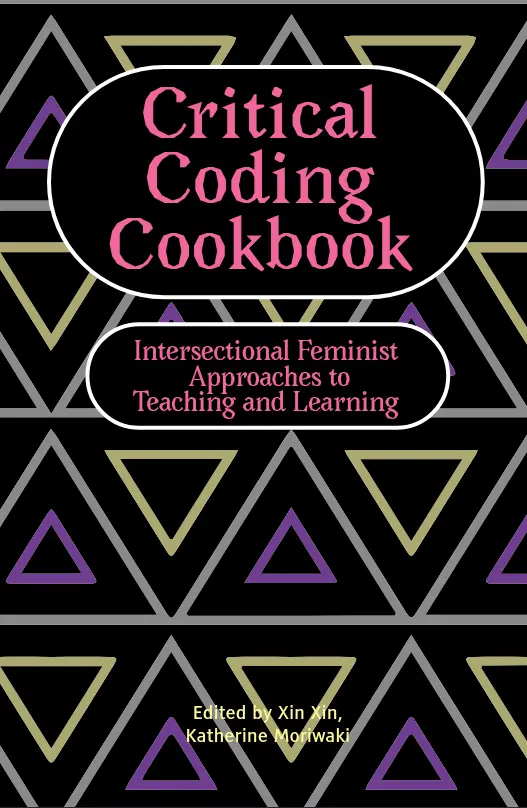 Critical
Coding
Cookbook
Intersectional Feminist
Approaches to
Teaching and Learning
Edited by Xin Xin,
Katherine Moriwaki